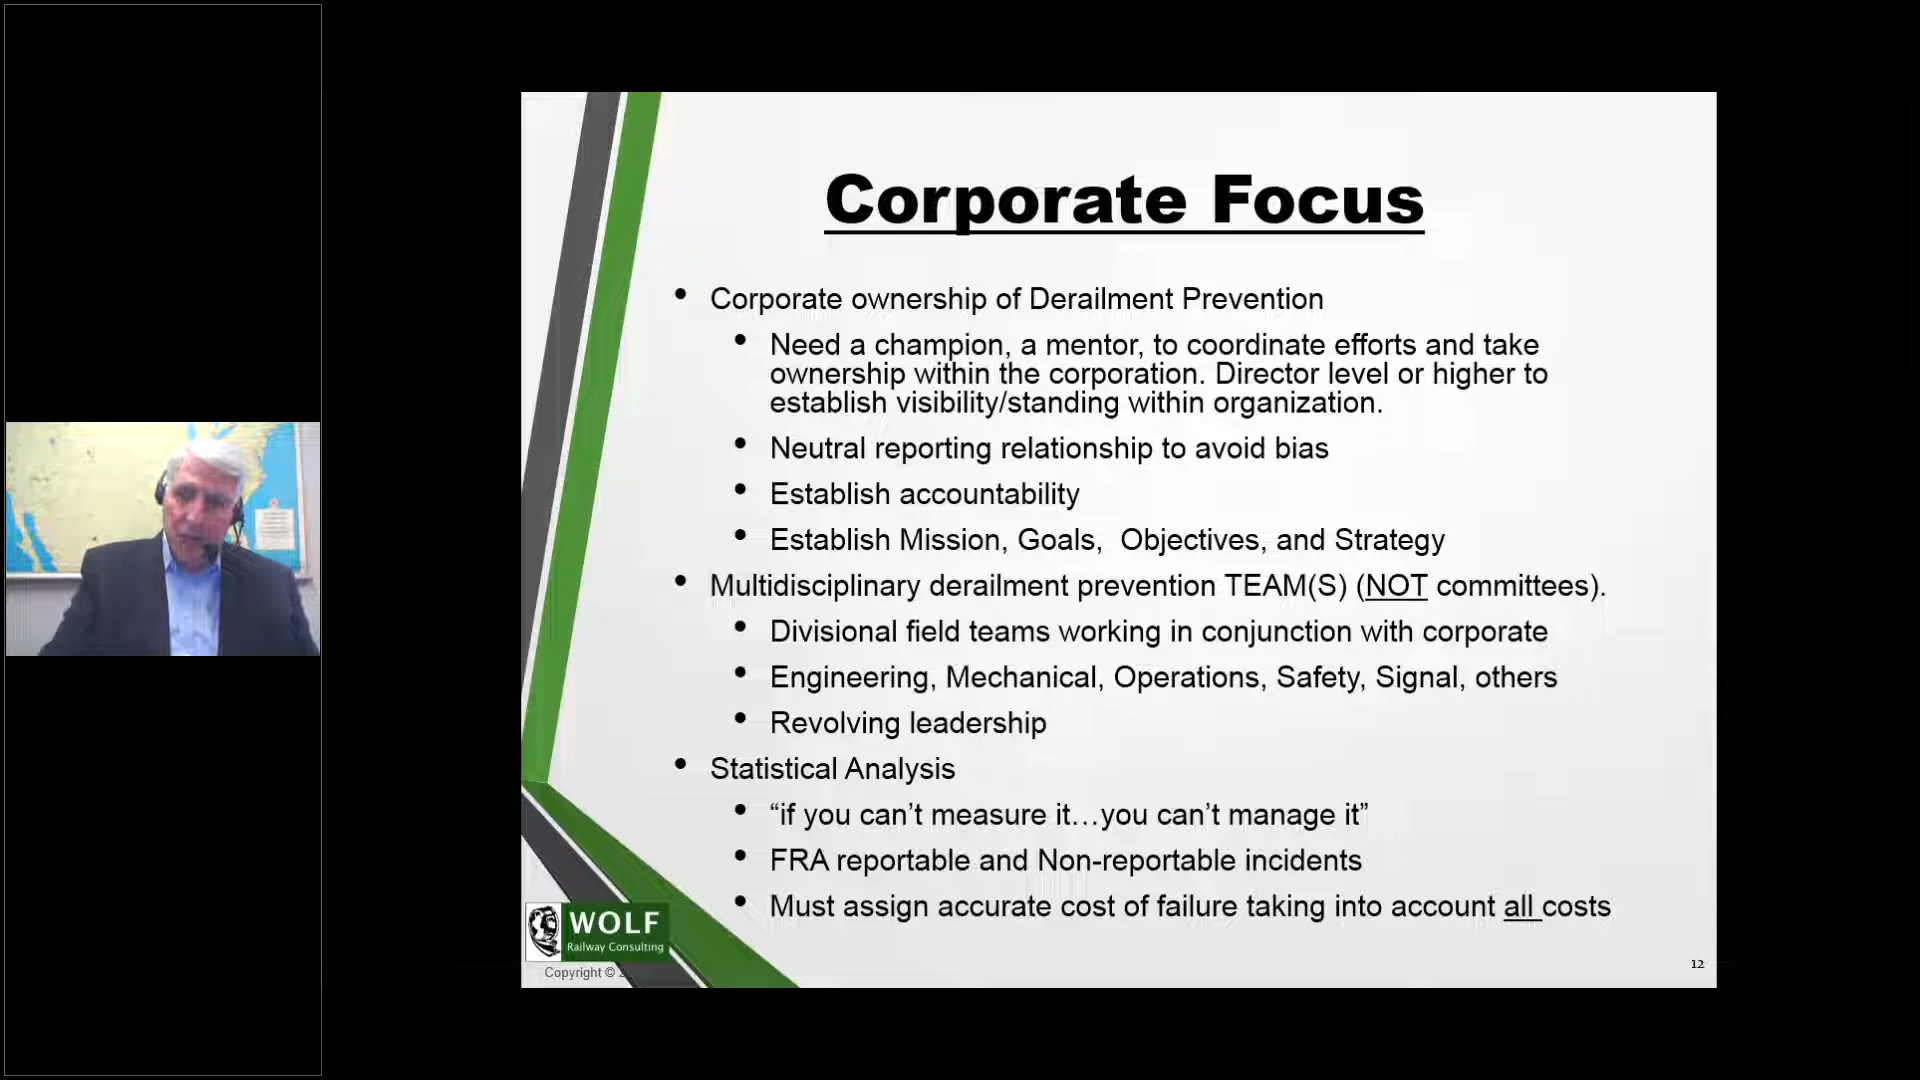 Corporate Focus
• Corporate ownership of Derailment Prevention
• Need a champion, a mentor, to coordinate efforts and take
ownership within the corporation. Director level or higher to
establish visibility/standing within organization.
• Neutral reporting relationship to avoid bias
• Establish accountability
• Establish Mission, Goals,  Objectives, and Strategy
• Multidisciplinary derailment prevention TEAM(S) (NOT committees).
• Divisional field teams working in conjunction with corporate
• Engineering, Mechanical, Operations, Safety, Signal, others
• Revolving leadership
• Statistical Analysis
• “if you can’t measure it…you can’t manage it”
• FRA reportable and Non-reportable incidents
• Must assign accurate cost of failure taking into account all costs
WOLF
Railway Consulting
Copyright ©
12